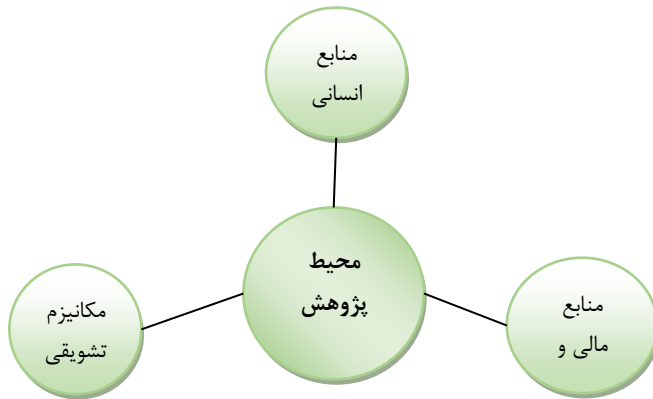 منابع
انسانی
محیط
پژوهش
منابع
مالی و
مکانیزم
تشویقی